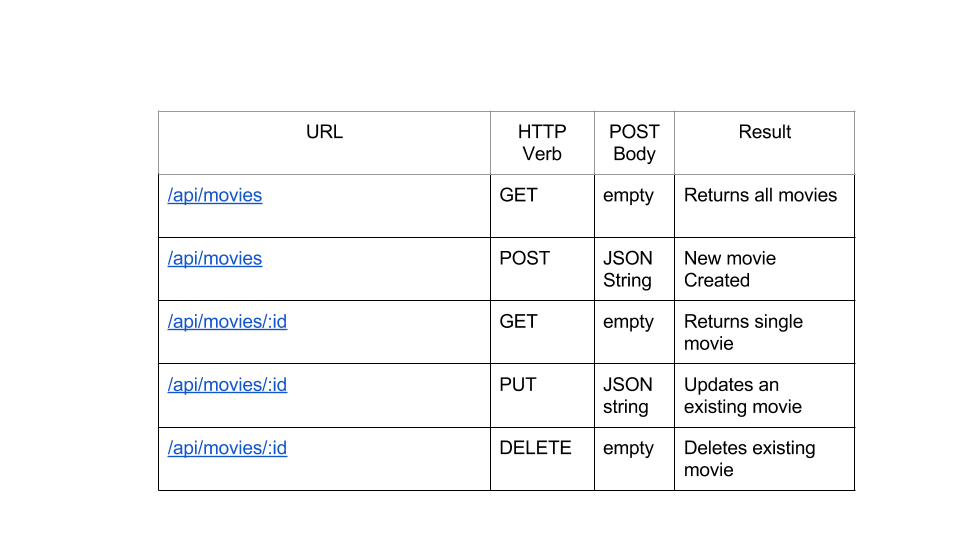 URL HTTP Verb POST Body Result
/api/movies GET empty Returns all movies
/api/movies POST JSON String New movie Created
/api/movies/:id GET empty Returns single movie
/api/movies/:id PUT JSON string Updates an existing movie
/api/movies/:id DELETE empty Deletes existing movie